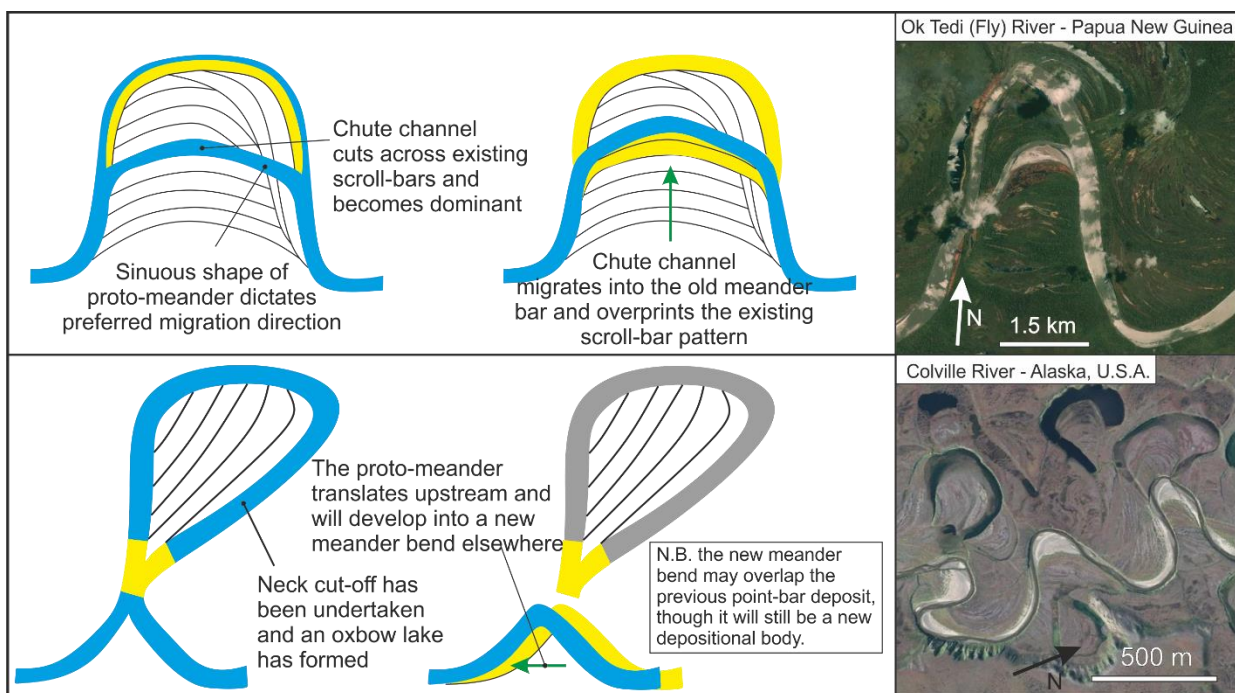 Chute channel
cuts across existing
scroll-bars and
becomes dominant
Sinuous shape of
proto-meander dictates
preferred migration direction
Chute channel
migrates into the old meander
bar and overprints the existing
scroll-bar pattern
Ok Tedi (Fly) River - Papua New Guinea
N
1.5 km
Neck cut-off has
been undertaken
and an oxbow lake
has formed
The proto-meander
translates upstream and
will develop into a new
meander bend elsewhere
N.B. the new meander
bend may overlap the
previous point-bar deposit,
though it will still be a new
depositional body.
Colville River - Alaska, U.S.A.
N
500 m